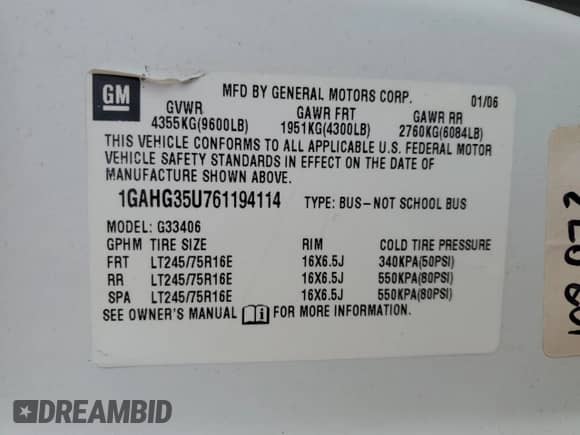 GM
MFD BY GENERAL MOTORS CORP. 01/06
GVWR GAWR FRT GAWR RR
4355KG(9600LB) 1951KG(4300LB) 2760KG(6084LB)
THIS VEHICLE CONFORMS TO ALL APPLICABLE U.S. FEDERAL MOTOR
VEHICLE SAFETY STANDARDS IN EFFECT ON THE DATE OF
MANUFACTURE SHOWN ABOVE.
1GAHG35U761194114 TYPE: BUS-NOT SCHOOL BUS
MODEL: G33406
GPHM TIRE SIZE RIM COLD TIRE PRESSURE
FRT LT245/75R16E 16X6.5J 340KPA(50PSI)
RR LT245/75R16E 16X6.5J 550KPA(80PSI)
SPA LT245/75R16E 16X6.5J 550KPA(80PSI)
SEE OWNER'S MANUAL FOR MORE INFORMATION.
DREAMBID